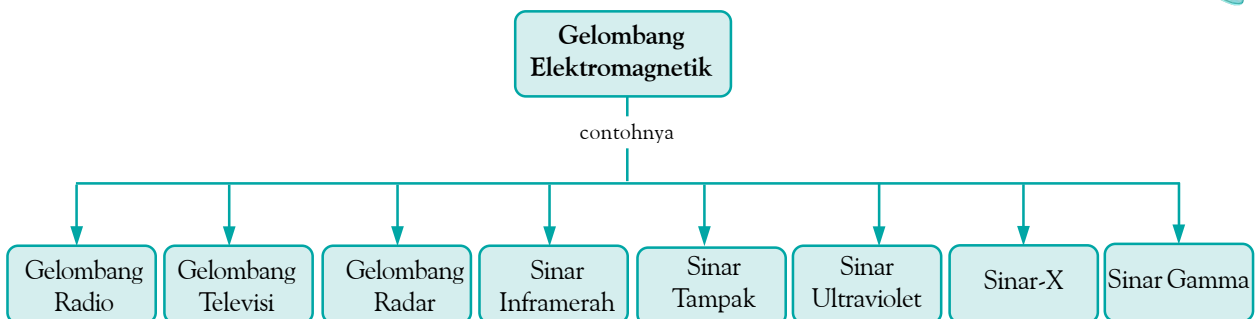 Gelombang
Elektromagnetik
contohnya
Gelombang
Radio
Gelombang
Televisi
Gelombang
Radar
Sinar
Inframerah
Sinar
Tampak
Sinar
Ultraviolet
Sinar-X
Sinar Gamma